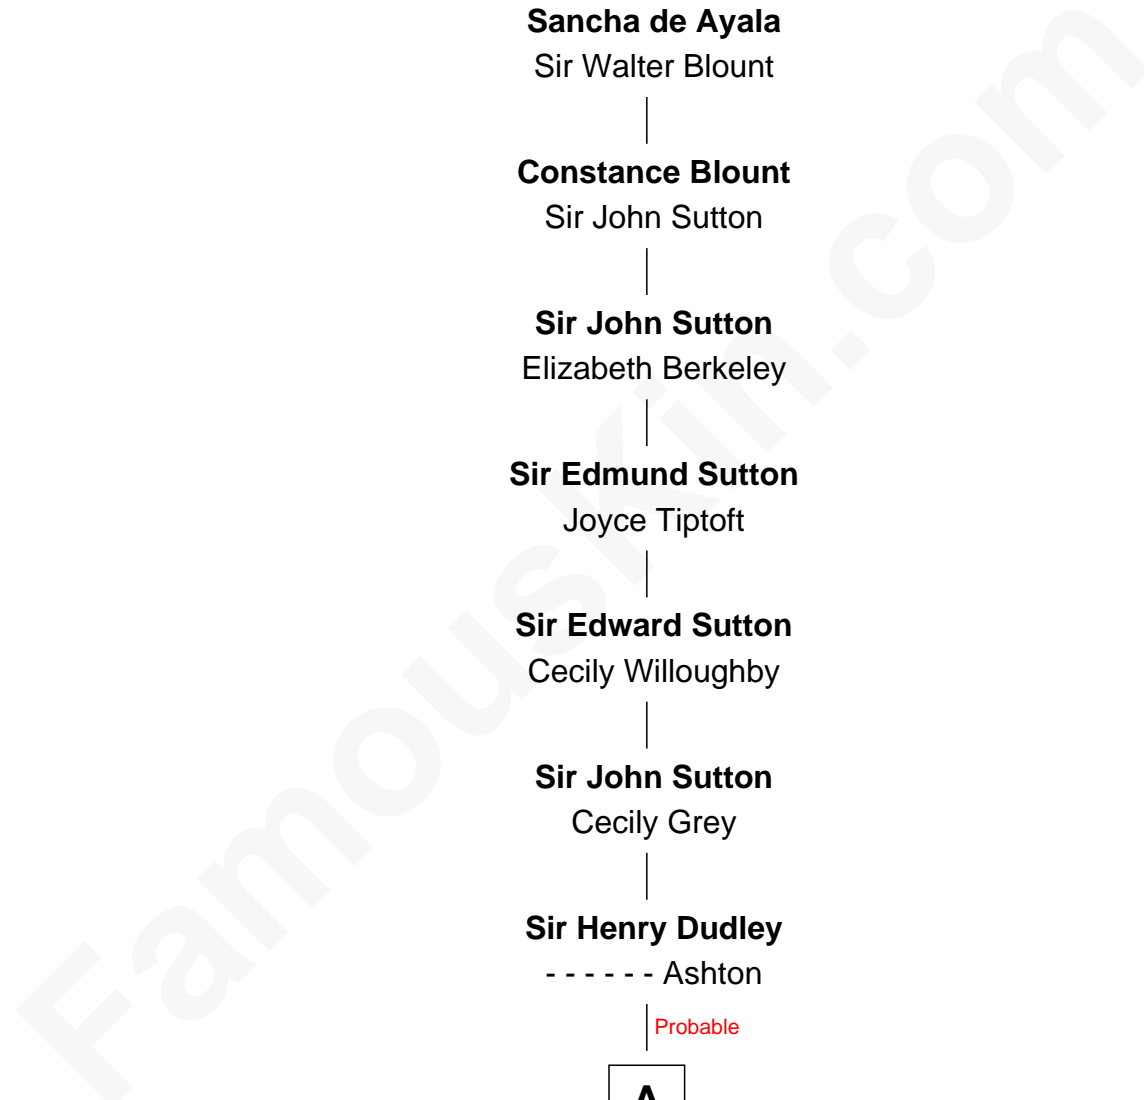 Sancha de Ayala
Sir Walter Blount
Constance Blount
Sir John Sutton
Sir John Sutton
Elizabeth Berkeley
Sir Edmund Sutton
Joyce Tiptoft
Sir Edward Sutton
Cecily Willoughby
Sir John Sutton
Cecily Grey
Sir Henry Dudley
- - - - - - Ashton
Probable
A
FamousKin.com